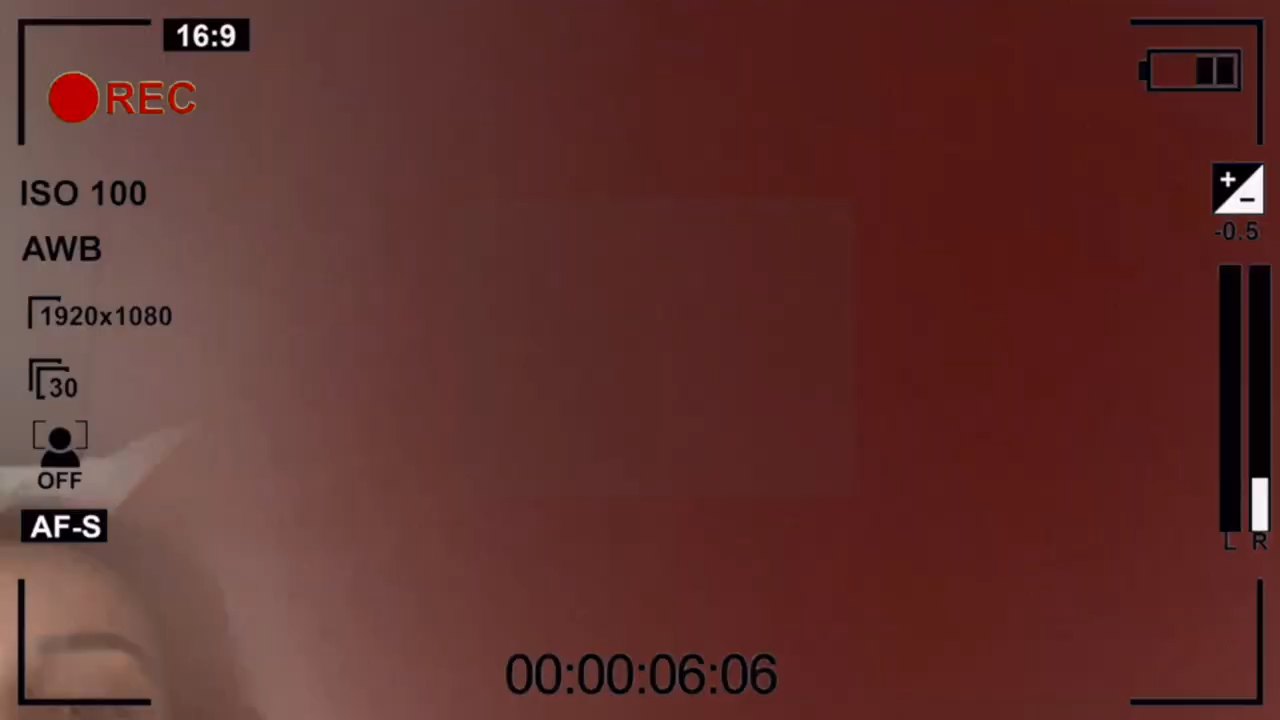 16:9
REC
ISO 100
AWB
1920x1080
30
OFF
AF-S
+
−
-0.5
L R
00:00:06:06